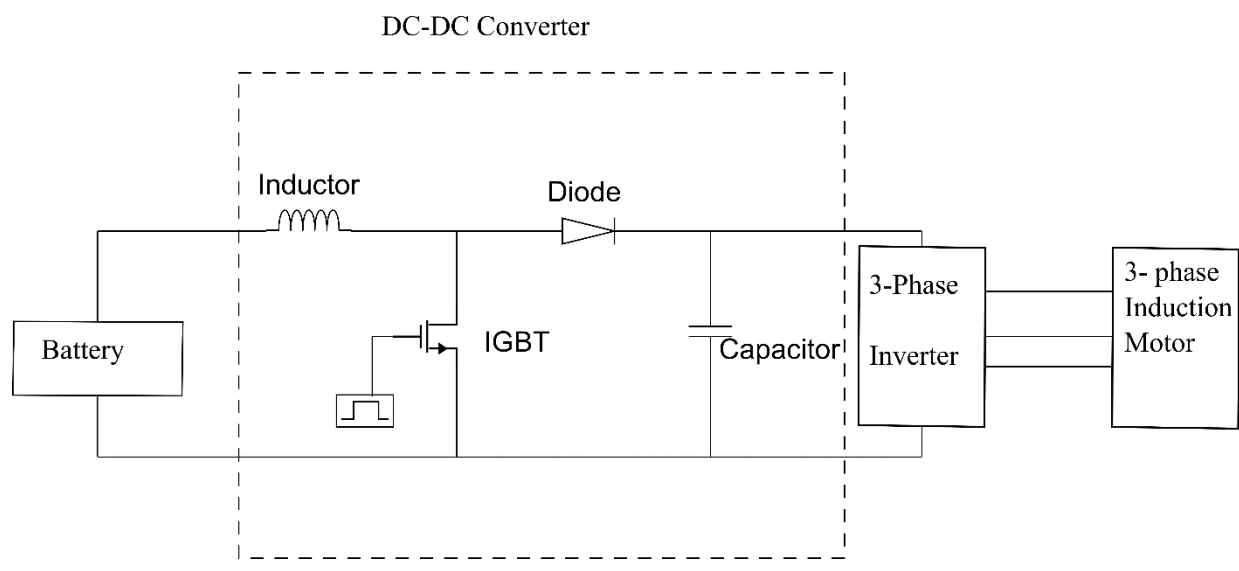 DC-DC Converter
Inductor
Diode
Battery
IGBT
Capacitor
3-Phase
Inverter
3- phase
Induction
Motor